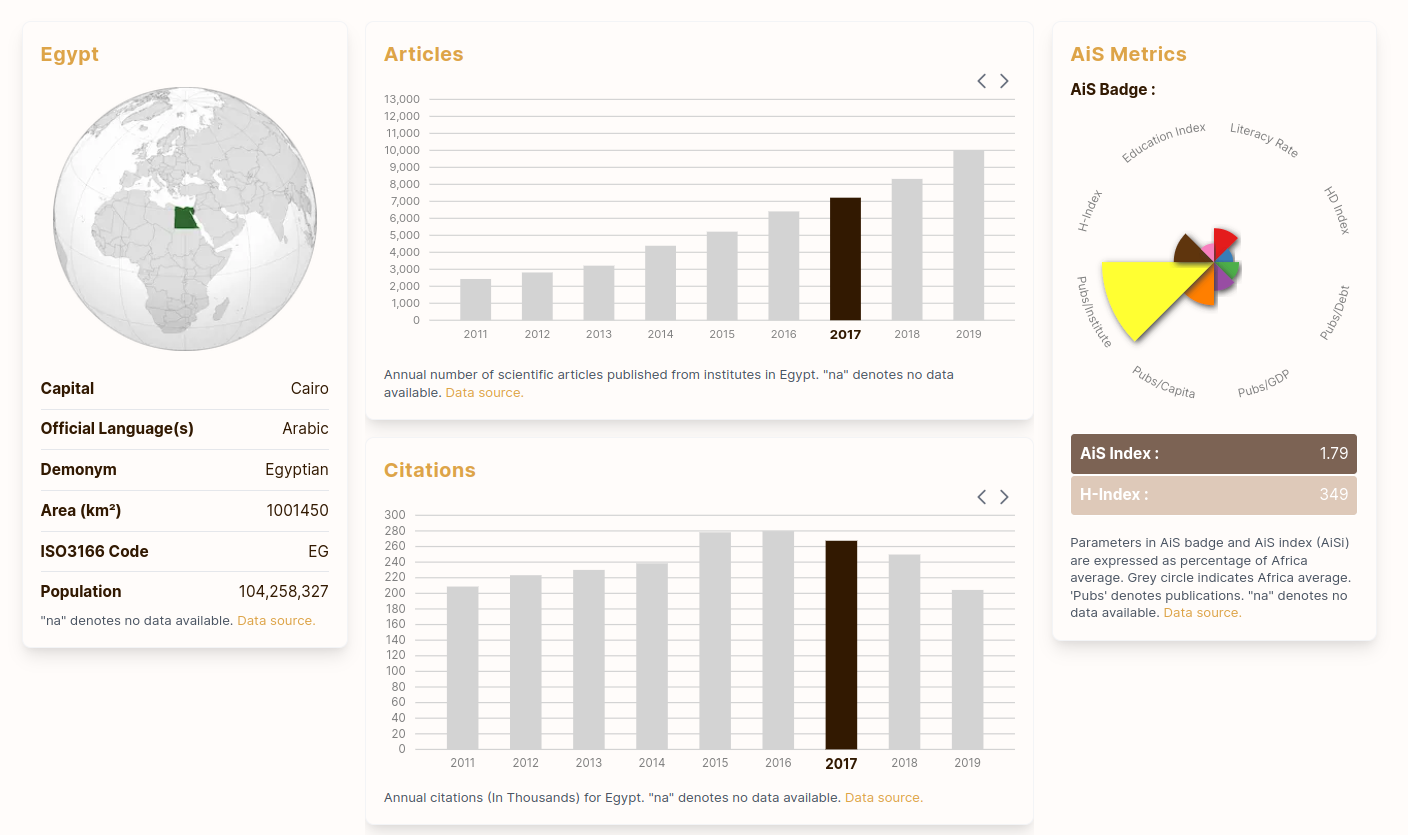 Egypt
Capital Cairo
Official Language(s) Arabic
Demonym Egyptian
Area (km²) 1001450
ISO3166 Code EG
Population 104,258,327
"na" denotes no data available. Data source.
Articles
13,000
12,000
11,000
10,000
9,000
8,000
7,000
6,000
5,000
4,000
3,000
2,000
1,000
0
2011 2012 2013 2014 2015 2016 2017 2018 2019
Annual number of scientific articles published from institutes in Egypt. "na" denotes no data
available. Data source.
Citations
300
280
260
240
220
200
180
160
140
120
100
80
60
40
20
0
2011 2012 2013 2014 2015 2016 2017 2018 2019
Annual citations (In Thousands) for Egypt. "na" denotes no data available. Data source.
AiS Metrics
AiS Badge :
Education Index
Literacy Rate
H-Index
HD Index
Pubs/Institute
Pubs/Debt
Pubs/Capita
Pubs/GDP
AiS Index : 1.79
H-Index : 349
Parameters in AiS badge and AiS index (AiSi)
are expressed as percentage of Africa
average. Grey circle indicates Africa average.
'Pubs' denotes publications. "na" denotes no
data available. Data source.